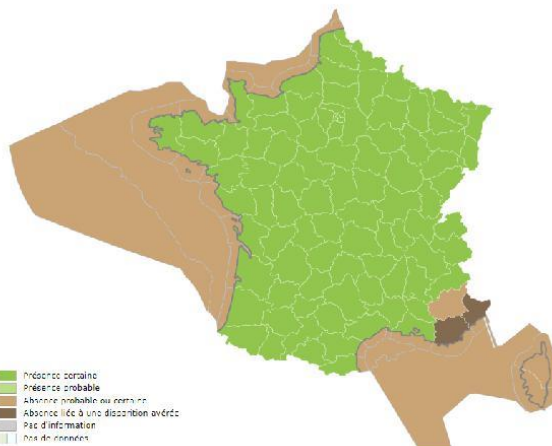 Présence certaine
Présence probable
Absence probable ou certaine
Absence liée à une disparition avérée
Pas d'information
Pas de données